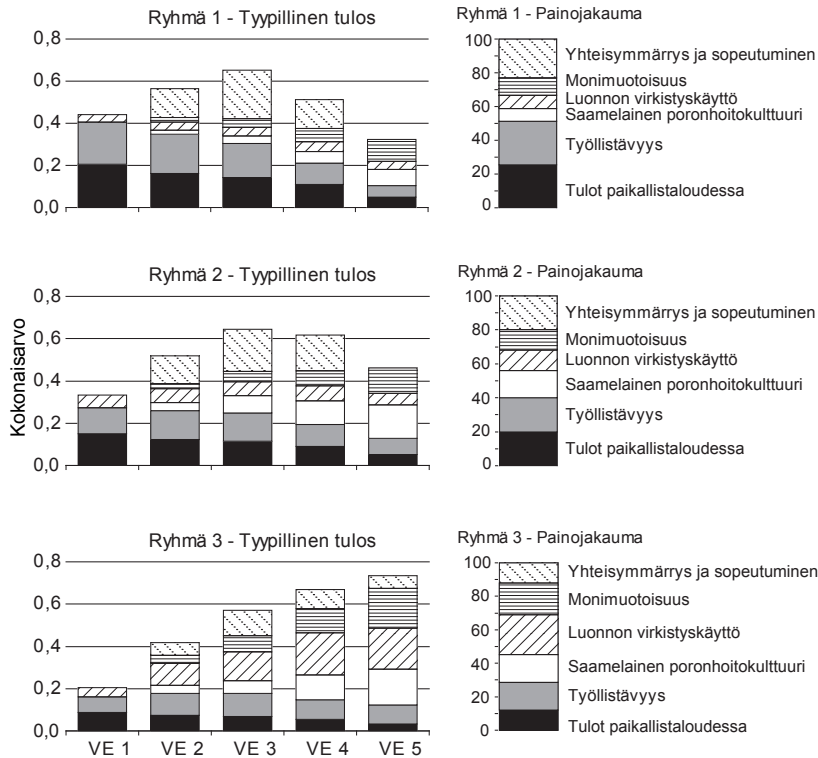 Ryhmä 1 - Tyypillinen tulos
0,8
0,6
0,4
0,2
0,0
Ryhmä 1 - Painojakauma
100
80
60
40
20
0
Yhteisymmärrys ja sopeutuminen
Monimuotoisuus
Luonnon virkistyskäyttö
Saamelainen poronhoitokulttuuri
Työllistävyys
Tulot paikallistaloudessa
Kokonaisarvo
Ryhmä 2 - Tyypillinen tulos
0,8
0,6
0,4
0,2
0,0
Ryhmä 2 - Painojakauma
100
80
60
40
20
0
Yhteisymmärrys ja sopeutuminen
Monimuotoisuus
Luonnon virkistyskäyttö
Saamelainen poronhoitokulttuuri
Työllistävyys
Tulot paikallistaloudessa
Ryhmä 3 - Tyypillinen tulos
0,8
0,6
0,4
0,2
0,0
VE 1 VE 2 VE 3 VE 4 VE 5
Ryhmä 3 - Painojakauma
100
80
60
40
20
0
Yhteisymmärrys ja sopeutuminen
Monimuotoisuus
Luonnon virkistyskäyttö
Saamelainen poronhoitokulttuuri
Työllistävyys
Tulot paikallistaloudessa